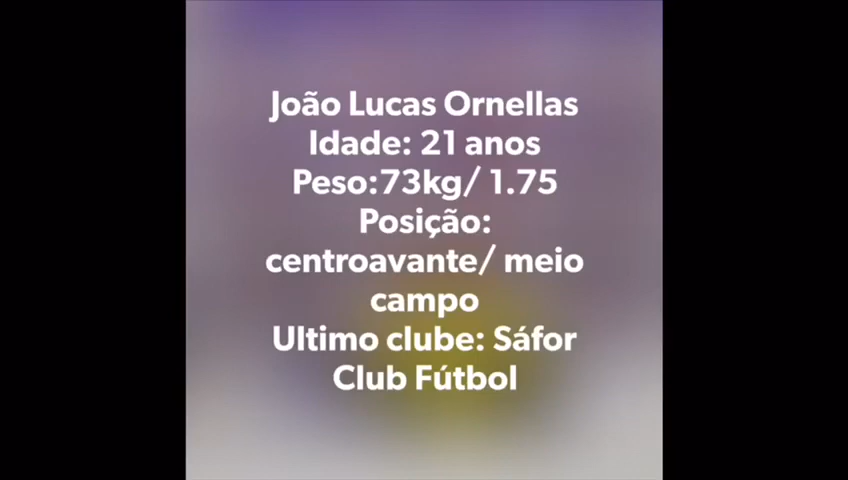 João Lucas Ornellas
Idade: 21 anos
Peso:73kg/ 1.75
Posição:
centroavante/ meio
campo
Ultimo clube: Sáfor
Club Fútbol